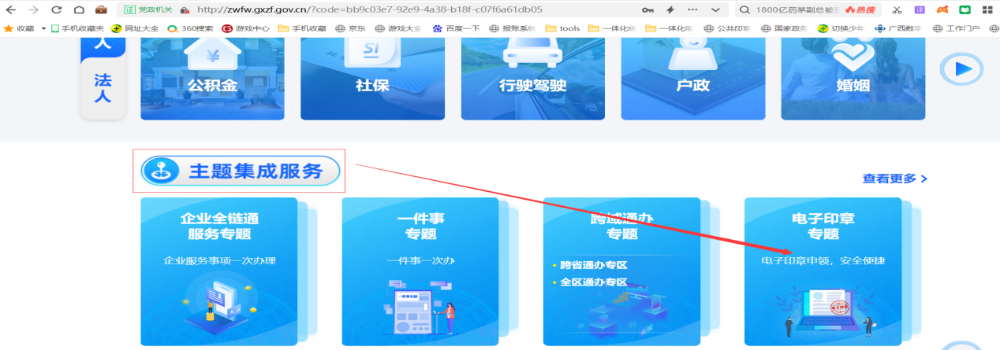 证 党政机关
http://zwfw.gxzf.gov.cn/?code=bb9c03e7-92e9-4a38-b18f-c07f6a61db05
1800亿药茅副总被 热搜
收藏 手机收藏夹 网址大全 360搜索 游戏中心 手机收藏 京东 游戏大全 百度一下 报账系统 tools 一体化统 一体化电 公共印章 国家政务 切换少年 广西数字 工作门户
人
法人
公积金
社保
行驶驾驶
户政
婚姻
主题集成服务
查看更多 >
企业全链通
服务专题
企业服务事项一次办理
一件事
专题
一件事一次办
跨域通办
专题
跨省通办专区
全区通办专区
电子印章
专题
电子印章申领，安全便捷